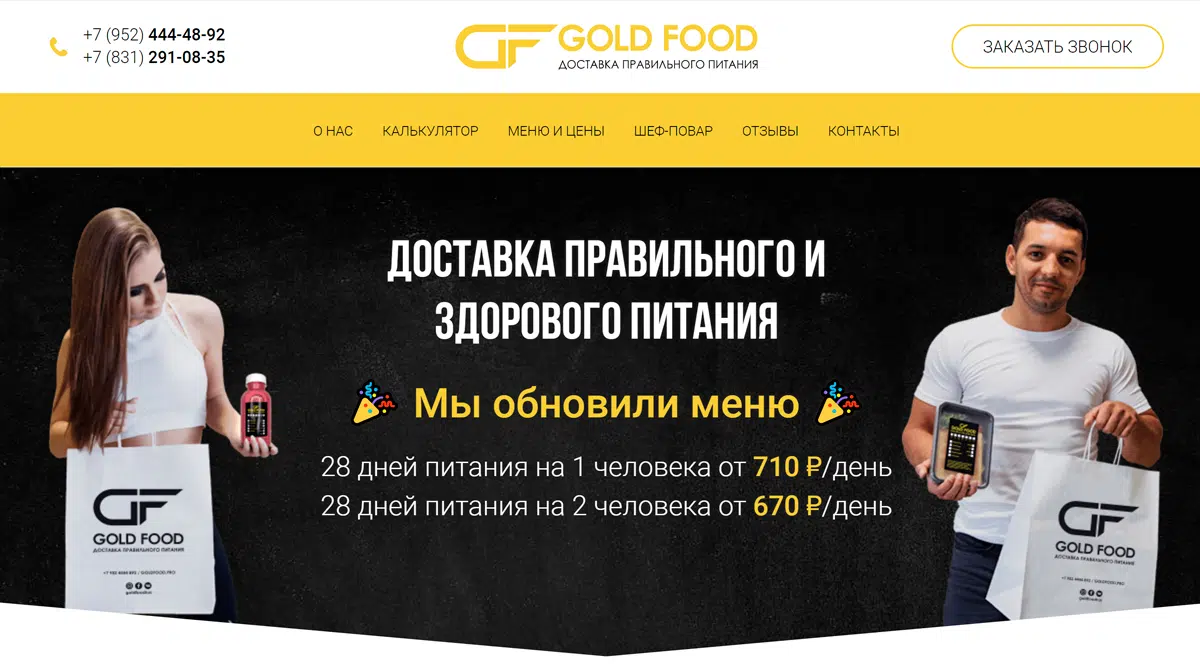 +7 (952) 444-48-92
+7 (831) 291-08-35
GF GOLD FOOD
ДОСТАВКА ПРАВИЛЬНОГО ПИТАНИЯ
ЗАКАЗАТЬ ЗВОНОК
О НАС КАЛЬКУЛЯТОР МЕНЮ И ЦЕНЫ ШЕФ-ПОВАР ОТЗЫВЫ КОНТАКТЫ
ДОСТАВКА ПРАВИЛЬНОГО И
ЗДОРОВОГО ПИТАНИЯ
Мы обновили меню
28 дней питания на 1 человека от 710 ₽/день
28 дней питания на 2 человека от 670 ₽/день
GF
GOLD FOOD
ДОСТАВКА ПРАВИЛЬНОГО ПИТАНИЯ
GOLD FOOD
GF
GOLD FOOD
ДОСТАВКА ПРАВИЛЬНОГО ПИТАНИЯ